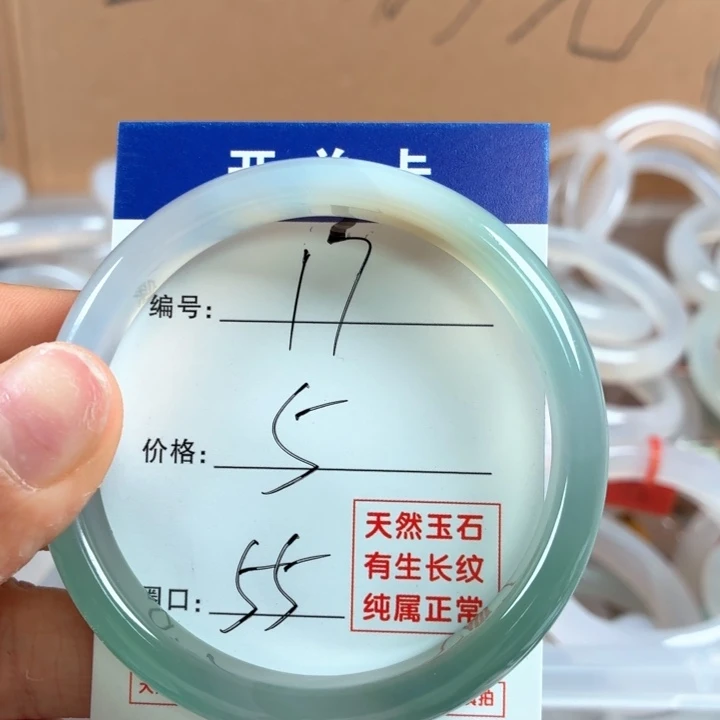 编号: 17
价格: 5
圈口: 55
天然玉石
有生长纹
纯属正常